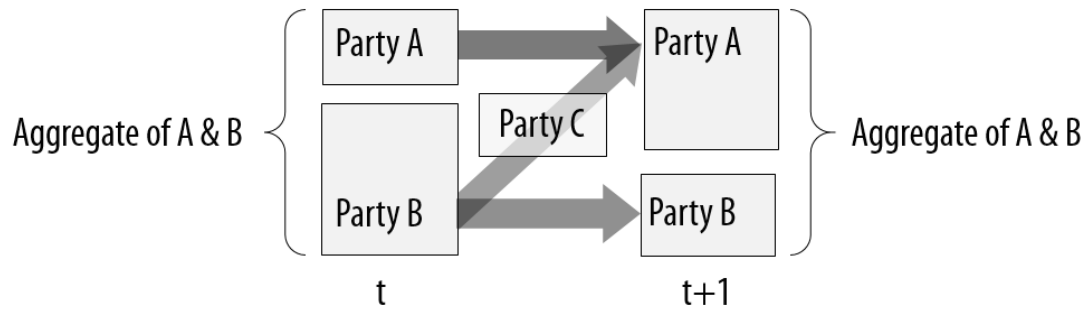 Party A
Party A
Aggregate of A & B
Party C
Aggregate of A & B
Party B
Party B
t
t+1